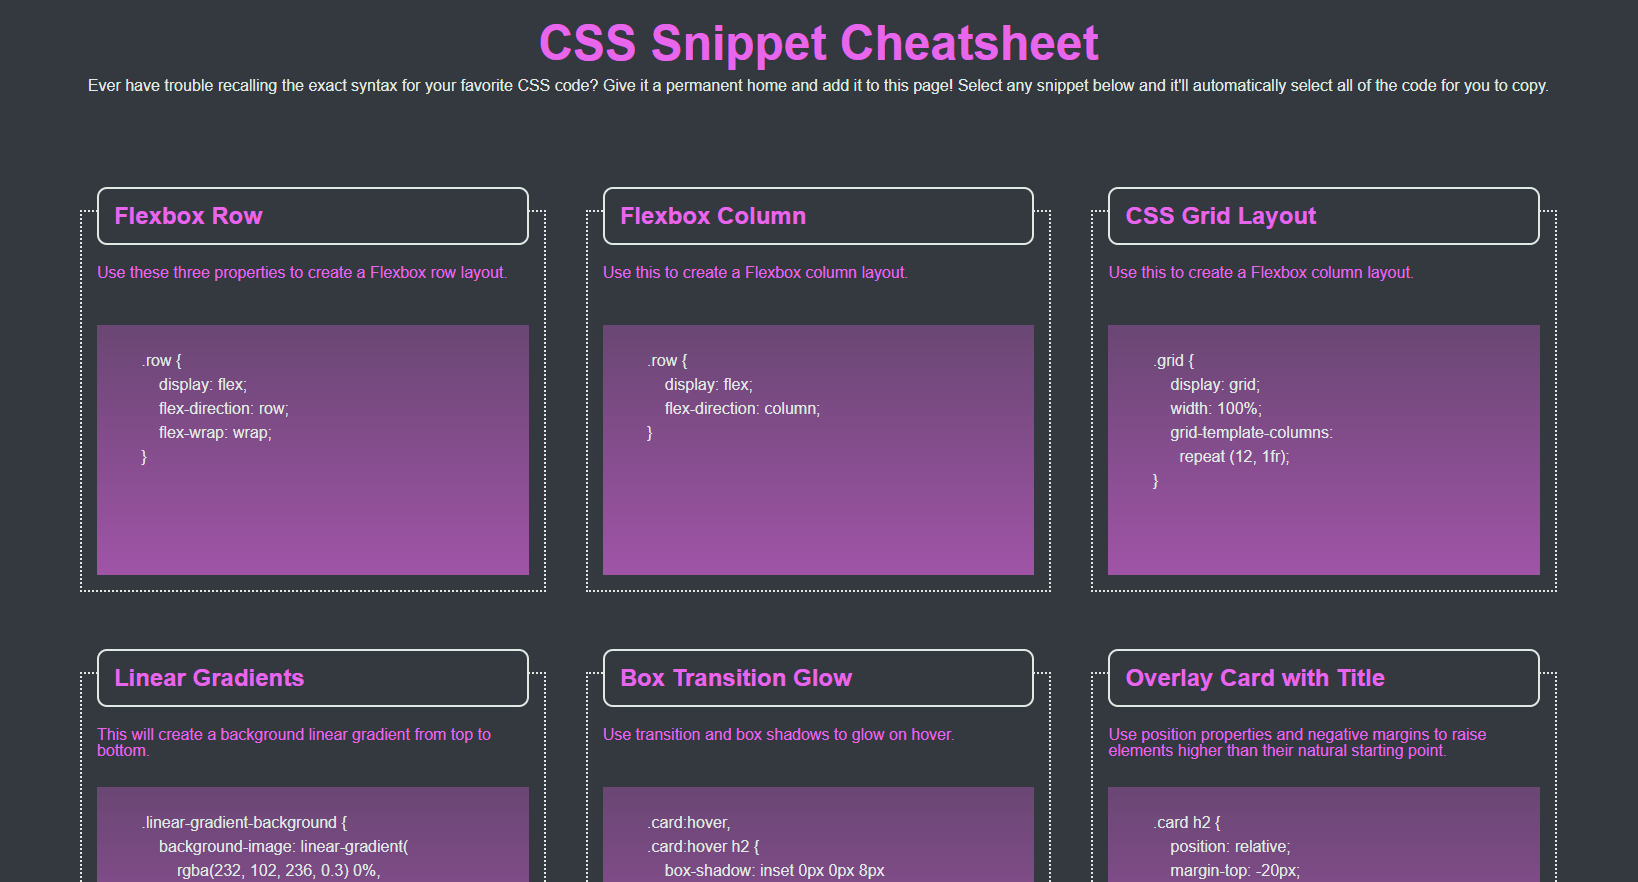 CSS Snippet Cheatsheet
Ever have trouble recalling the exact syntax for your favorite CSS code? Give it a permanent home and add it to this page! Select any snippet below and it'll automatically select all of the code for you to copy.
Flexbox Row
Use these three properties to create a Flexbox row layout.
.row {
display: flex;
flex-direction: row;
flex-wrap: wrap;
}
Flexbox Column
Use this to create a Flexbox column layout.
.row {
display: flex;
flex-direction: column;
}
CSS Grid Layout
Use this to create a Flexbox column layout.
.grid {
display: grid;
width: 100%;
grid-template-columns:
repeat (12, 1fr);
}
Linear Gradients
This will create a background linear gradient from top to
bottom.
.linear-gradient-background {
background-image: linear-gradient(
rgba(232, 102, 236, 0.3) 0%,
Box Transition Glow
Use transition and box shadows to glow on hover.
.card:hover,
.card:hover h2 {
box-shadow: inset 0px 0px 8px
Overlay Card with Title
Use position properties and negative margins to raise
elements higher than their natural starting point.
.card h2 {
position: relative;
margin-top: -20px;